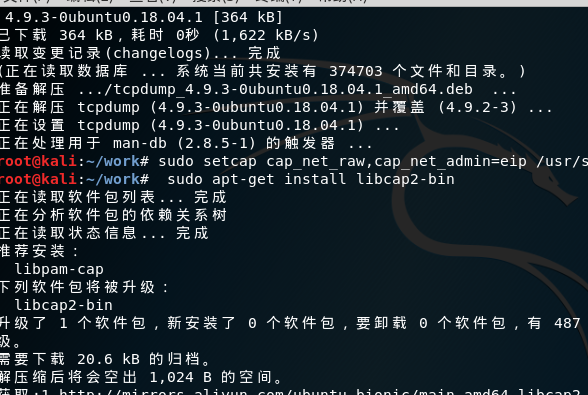 4.9.3-0ubuntu0.18.04.1 [364 kB]
已下载 364 kB，耗时 0秒 (1,622 kB/s)
读取变更记录(changelogs)... 完成
(正在读取数据库 ... 系统当前共安装有 374703 个文件和目录。)
准备解压 .../tcpdump_4.9.3-0ubuntu0.18.04.1_amd64.deb  ...
正在解压 tcpdump (4.9.3-0ubuntu0.18.04.1) 并覆盖 (4.9.2-3) ...
正在设置 tcpdump (4.9.3-0ubuntu0.18.04.1) ...
正在处理用于 man-db (2.8.5-1) 的触发器 ...
root@kali:~/work# sudo setcap cap_net_raw,cap_net_admin=eip /usr/s
root@kali:~/work#  sudo apt-get install libcap2-bin
正在读取软件包列表... 完成
正在分析软件包的依赖关系树
正在读取状态信息... 完成
推荐安装：
libpam-cap
下列软件包将被升级：
libcap2-bin
升级了 1 个软件包，新安装了 0 个软件包，要卸载 0 个软件包，有 487
级。
需要下载 20.6 kB 的归档。
解压缩后将会空出 1,024 B 的空间。
获取:1 http://mirrors.aliyun.com/ubuntu bionic/main amd64 libcap2-